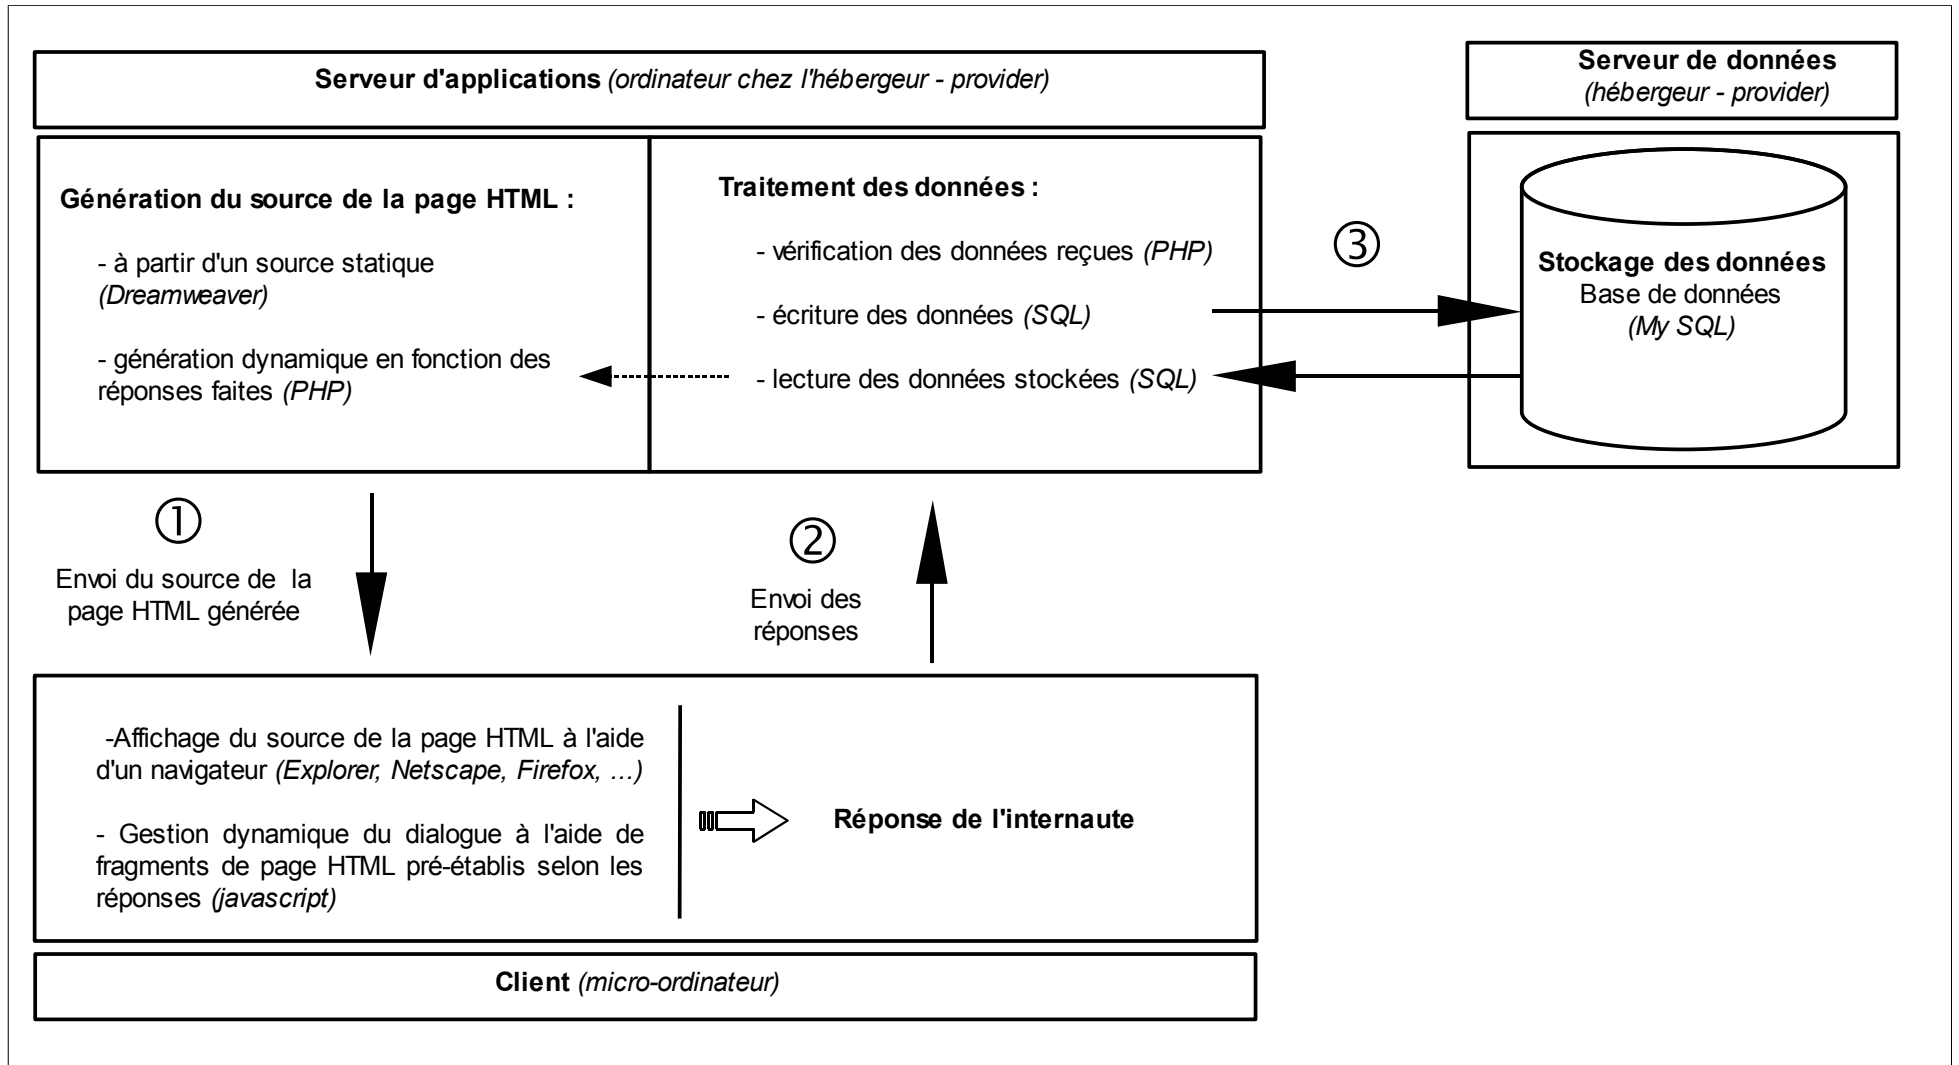 Serveur d'applications (ordinateur chez l'hébergeur - provider)
Serveur de données
(hébergeur - provider)
Génération du source de la page HTML :
- à partir d'un source statique
(Dreamweaver)
- génération dynamique en fonction des
réponses faites (PHP)
Traitement des données :
- vérification des données reçues (PHP)
- écriture des données (SQL)
- lecture des données stockées (SQL)
③
Stockage des données
Base de données
(My SQL)
①
Envoi du source de la
page HTML générée
②
Envoi des
réponses
-Affichage du source de la page HTML à l'aide
d'un navigateur (Explorer, Netscape, Firefox, ...)
- Gestion dynamique du dialogue à l'aide de
fragments de page HTML pré-établis selon les
réponses (javascript)
Réponse de l'internaute
Client (micro-ordinateur)